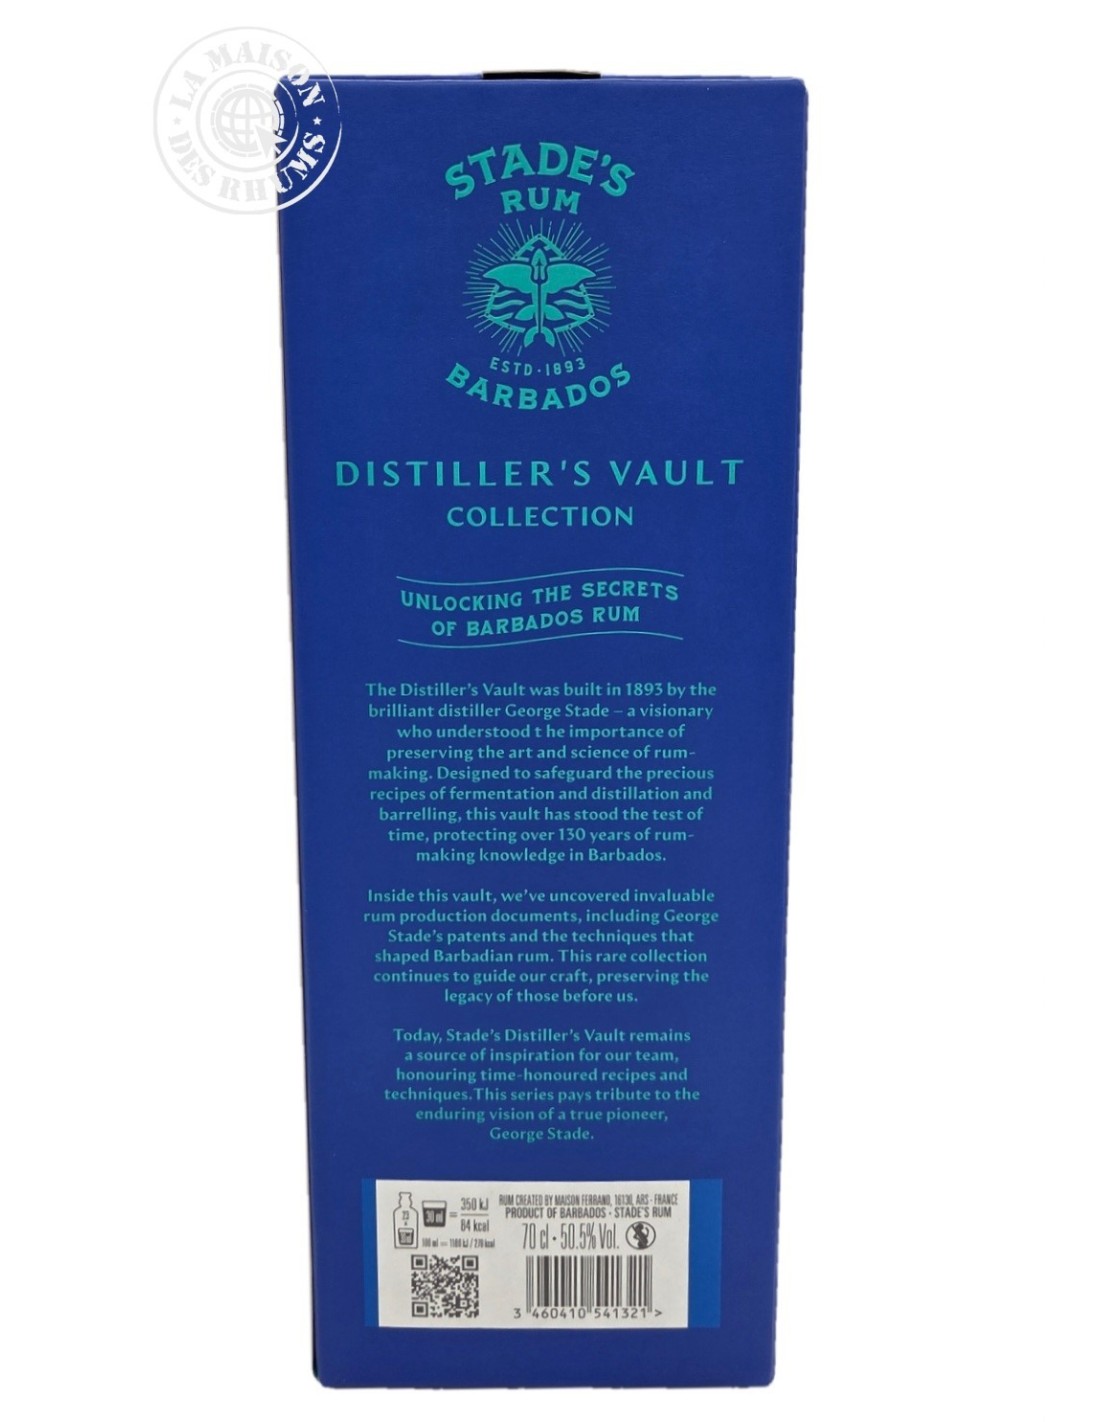 LA MAISON
DES RHUMS
STADE'S
RUM
ESTD·1893
BARBADOS
DISTILLER'S VAULT
COLLECTION
UNLOCKING THE SECRETS
OF BARBADOS RUM
The Distiller's Vault was built in 1893 by the
brilliant distiller George Stade – a visionary
who understood t he importance of
preserving the art and science of rum-
making. Designed to safeguard the precious
recipes of fermentation and distillation and
barrelling, this vault has stood the test of
time, protecting over 130 years of rum-
making knowledge in Barbados.
Inside this vault, we've uncovered invaluable
rum production documents, including George
Stade's patents and the techniques that
shaped Barbadian rum. This rare collection
continues to guide our craft, preserving the
legacy of those before us.
Today, Stade's Distiller's Vault remains
a source of inspiration for our team,
honouring time-honoured recipes and
techniques.This series pays tribute to the
enduring vision of a true pioneer,
George Stade.
30 ml = 350 kJ
84 kcal
100 ml
RUM CREATED BY MAISON FERRAND, 16130, ARS - FRANCE
PRODUCT OF BARBADOS - STADE'S RUM
70 cl · 50.5% Vol.
3 460410 541321 >